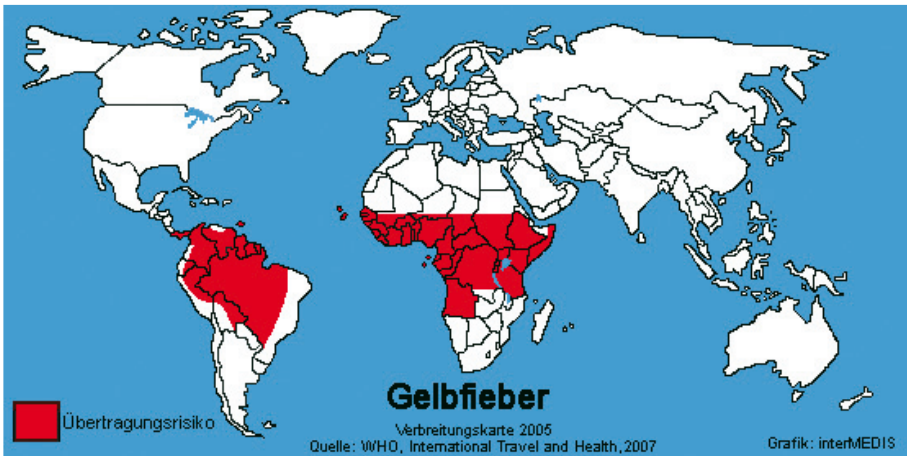 Gelbfieber
Übertragungsrisiko
Verbreitungskarte 2005
Quelle: WHO, International Travel and Health, 2007
Grafik: interMEDIS